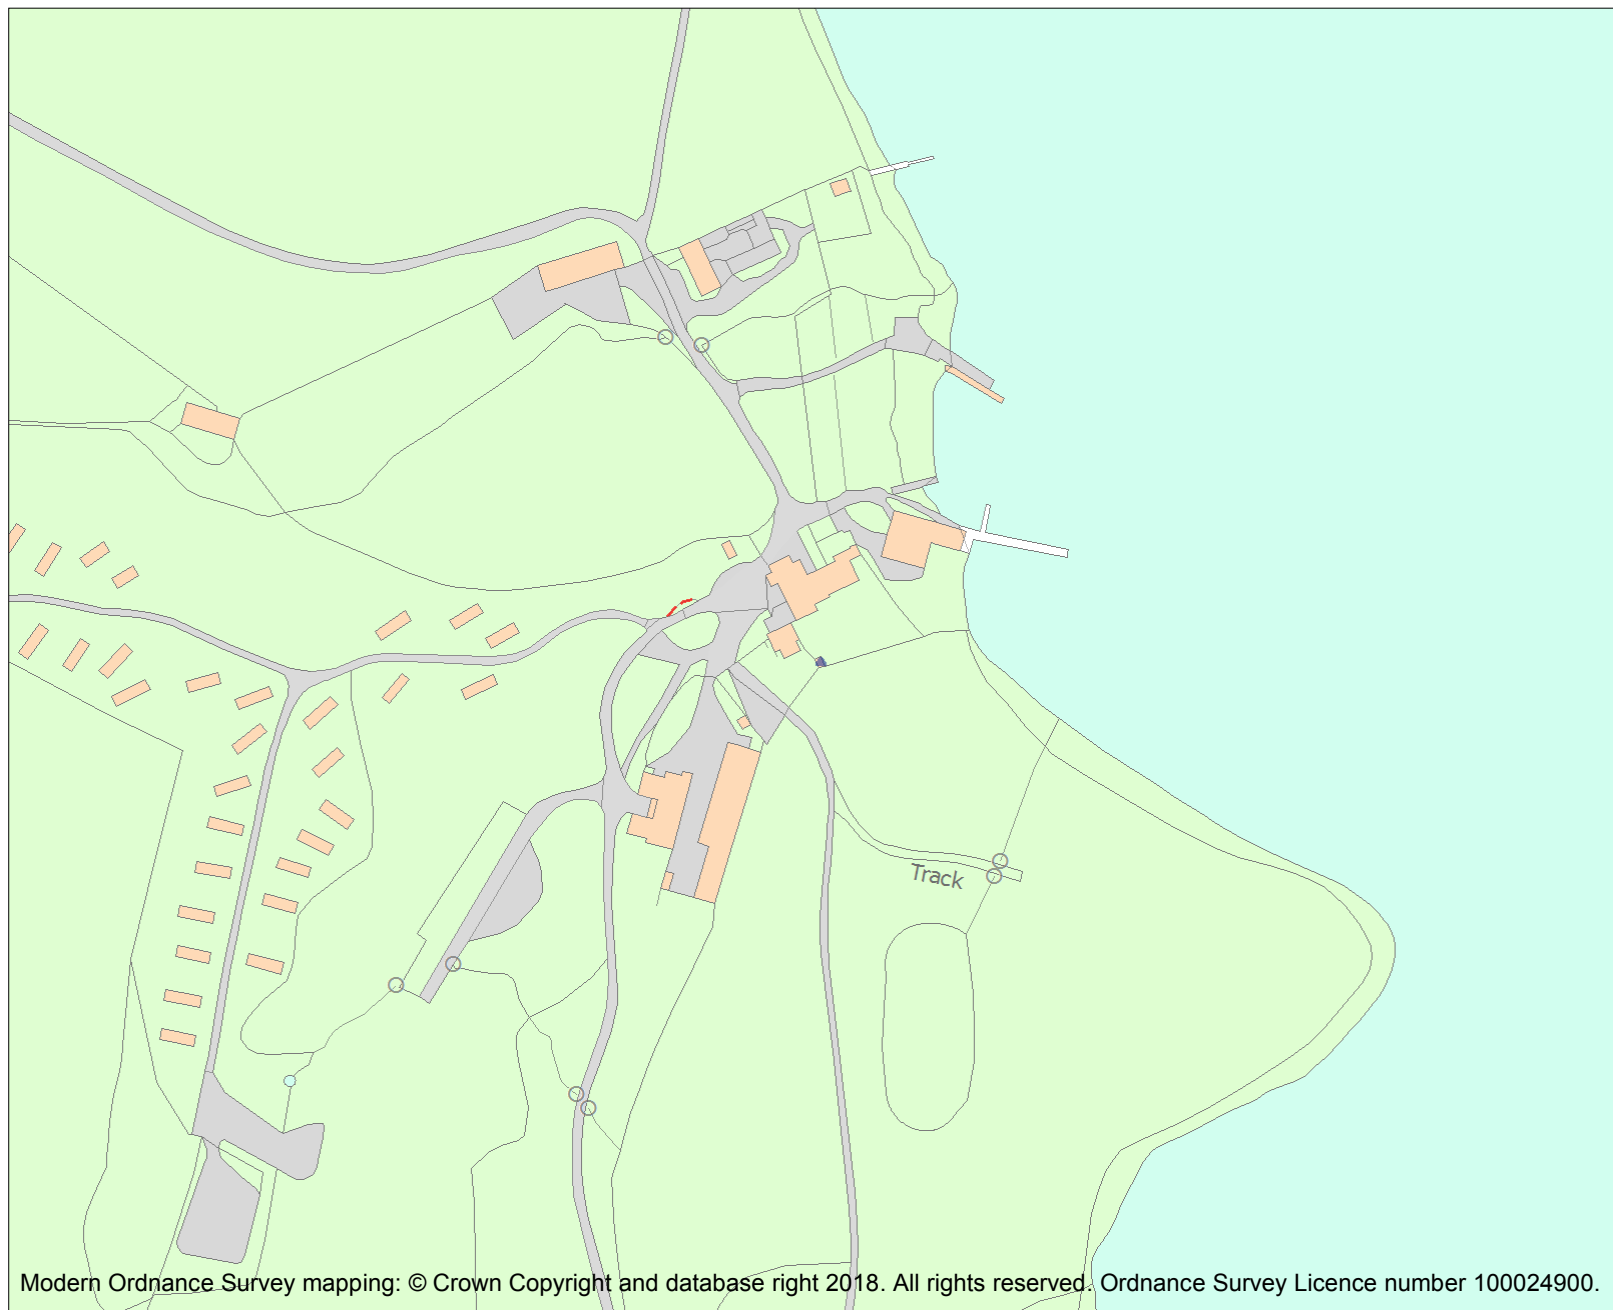 Track
Modern Ordnance Survey mapping: © Crown Copyright and database right 2018. All rights reserved. Ordnance Survey Licence number 100024900.